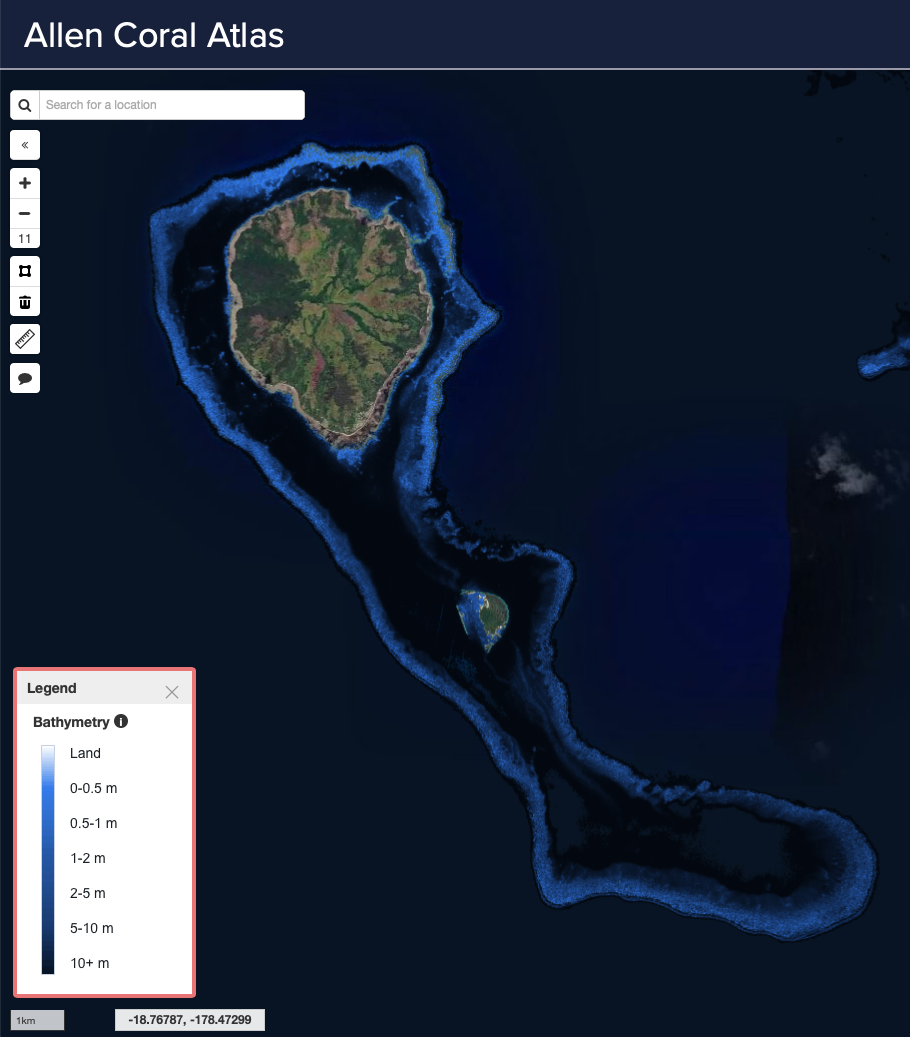 Allen Coral Atlas
Search for a location
«
11
Legend
Bathymetry
Land
0-0.5 m
0.5-1 m
1-2 m
2-5 m
5-10 m
10+ m
1km
-18.76787, -178.47299